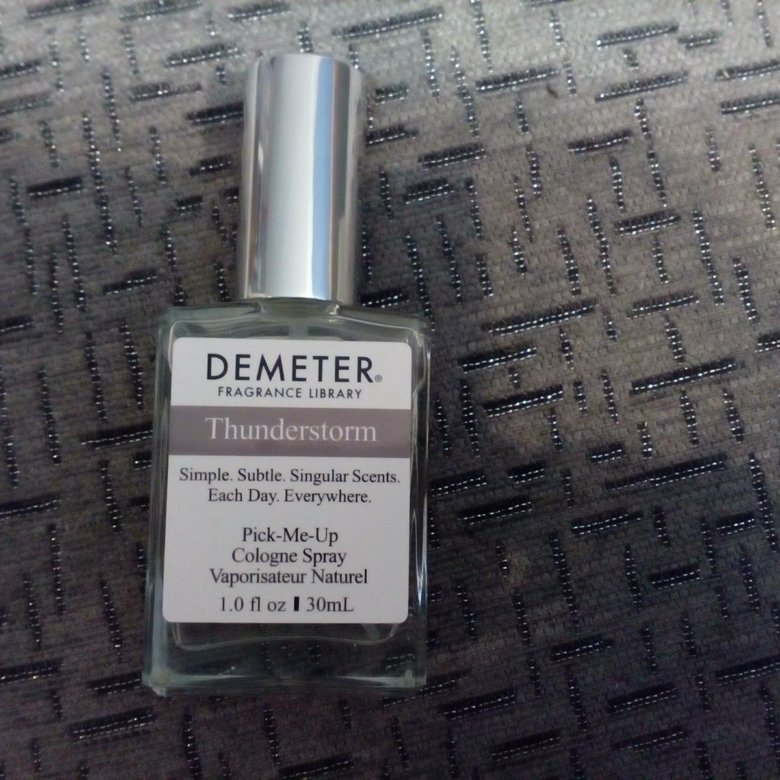 DEMETER®
FRAGRANCE LIBRARY
Thunderstorm
Simple. Subtle. Singular Scents.
Each Day. Everywhere.
Pick-Me-Up
Cologne Spray
Vaporisateur Naturel
1.0 fl oz ▮ 30mL